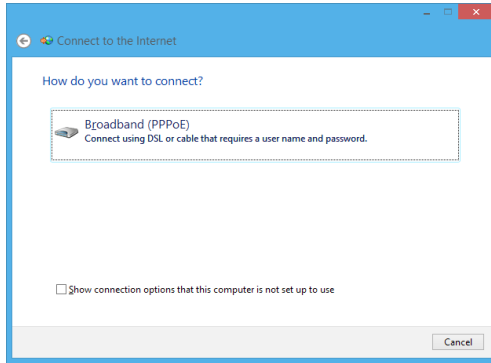 Connect to the Internet
How do you want to connect?
Broadband (PPPoE)
Connect using DSL or cable that requires a user name and password.
Show connection options that this computer is not set up to use
Cancel